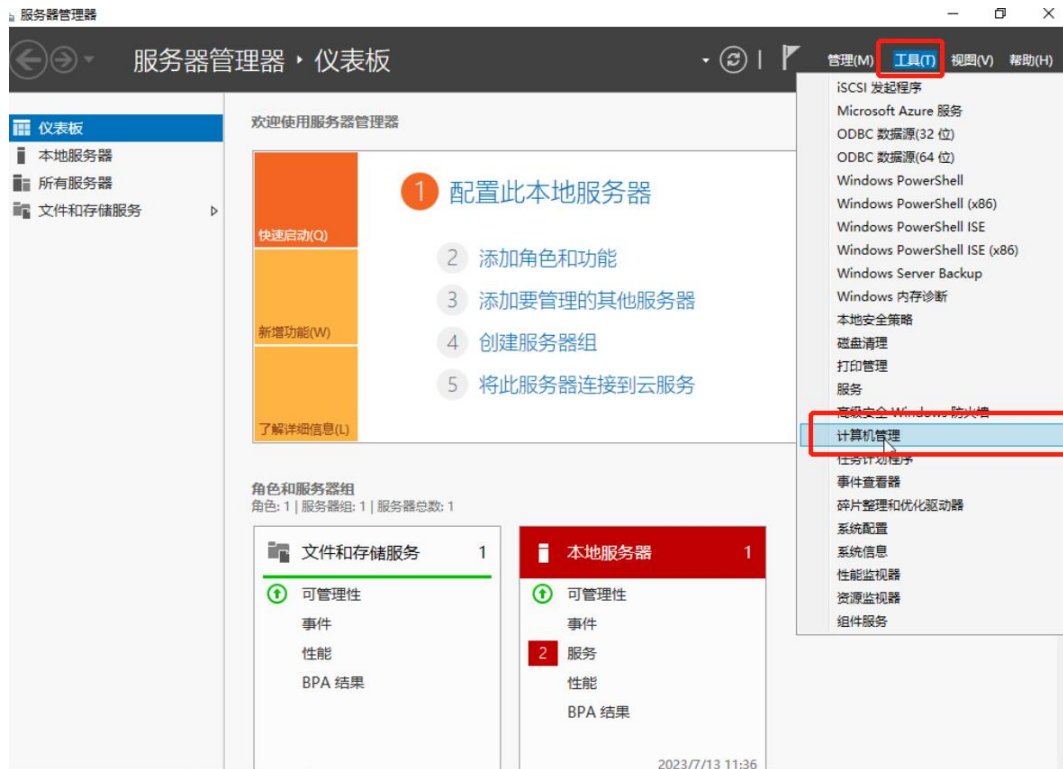 服务器管理器
服务器管理器 · 仪表板
管理(M) 工具(T) 视图(V) 帮助(H)
仪表板
本地服务器
所有服务器
文件和存储服务
欢迎使用服务器管理器
快速启动(Q)
新增功能(W)
了解详细信息(L)
1 配置此本地服务器
2 添加角色和功能
3 添加要管理的其他服务器
4 创建服务器组
5 将此服务器连接到云服务
角色和服务器组
角色: 1 | 服务器组: 1 | 服务器总数: 1
文件和存储服务 1
可管理性
事件
性能
BPA 结果
本地服务器 1
可管理性
事件
2 服务
性能
BPA 结果
2023/7/13 11:36
iSCSI 发起程序
Microsoft Azure 服务
ODBC 数据源(32 位)
ODBC 数据源(64 位)
Windows PowerShell
Windows PowerShell (x86)
Windows PowerShell ISE
Windows PowerShell ISE (x86)
Windows Server Backup
Windows 内存诊断
本地安全策略
磁盘清理
打印管理
服务
高级安全 Windows 防火墙
计算机管理
任务计划程序
事件查看器
碎片整理和优化驱动器
系统配置
系统信息
性能监视器
资源监视器
组件服务